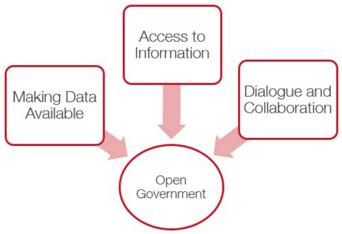 Access to
Information
Making Data
Available
Dialogue and
Collaboration
Open
Government